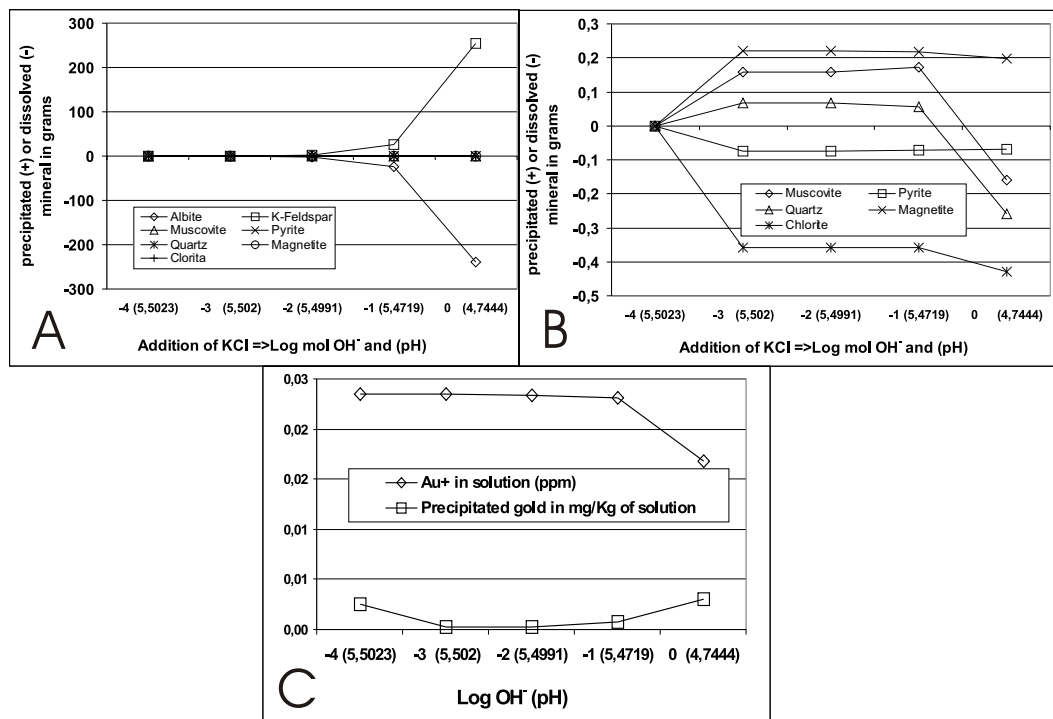 A
precipitated (+) or dissolved (-)
mineral in grams
300
200
100
0
-100
-200
-300
Albite K-Feldspar
Muscovite Pyrite
Quartz Magnetite
Clorita
-4 (5,5023) -3 (5,502) -2 (5,4991) -1 (5,4719) 0 (4,7444)
Addition of KCl =>Log mol OH⁻ and (pH)
B
precipitated (+) or dissolved (-)
mineral in grams
0,3
0,2
0,1
0
-0,1
-0,2
-0,3
-0,4
-0,5
Muscovite Pyrite
Quartz Magnetite
Chlorite
-4 (5,5023) -3 (5,502) -2 (5,4991) -1 (5,4719) 0 (4,7444)
Addition of KCl =>Log mol OH⁻ and (pH)
0,03
0,02
0,02
0,01
0,01
0,00
Au+ in solution (ppm)
Precipitated gold in mg/Kg of solution
-4 (5,5023) -3 (5,502) -2 (5,4991) -1 (5,4719) 0 (4,7444)
C
Log OH⁻ (pH)